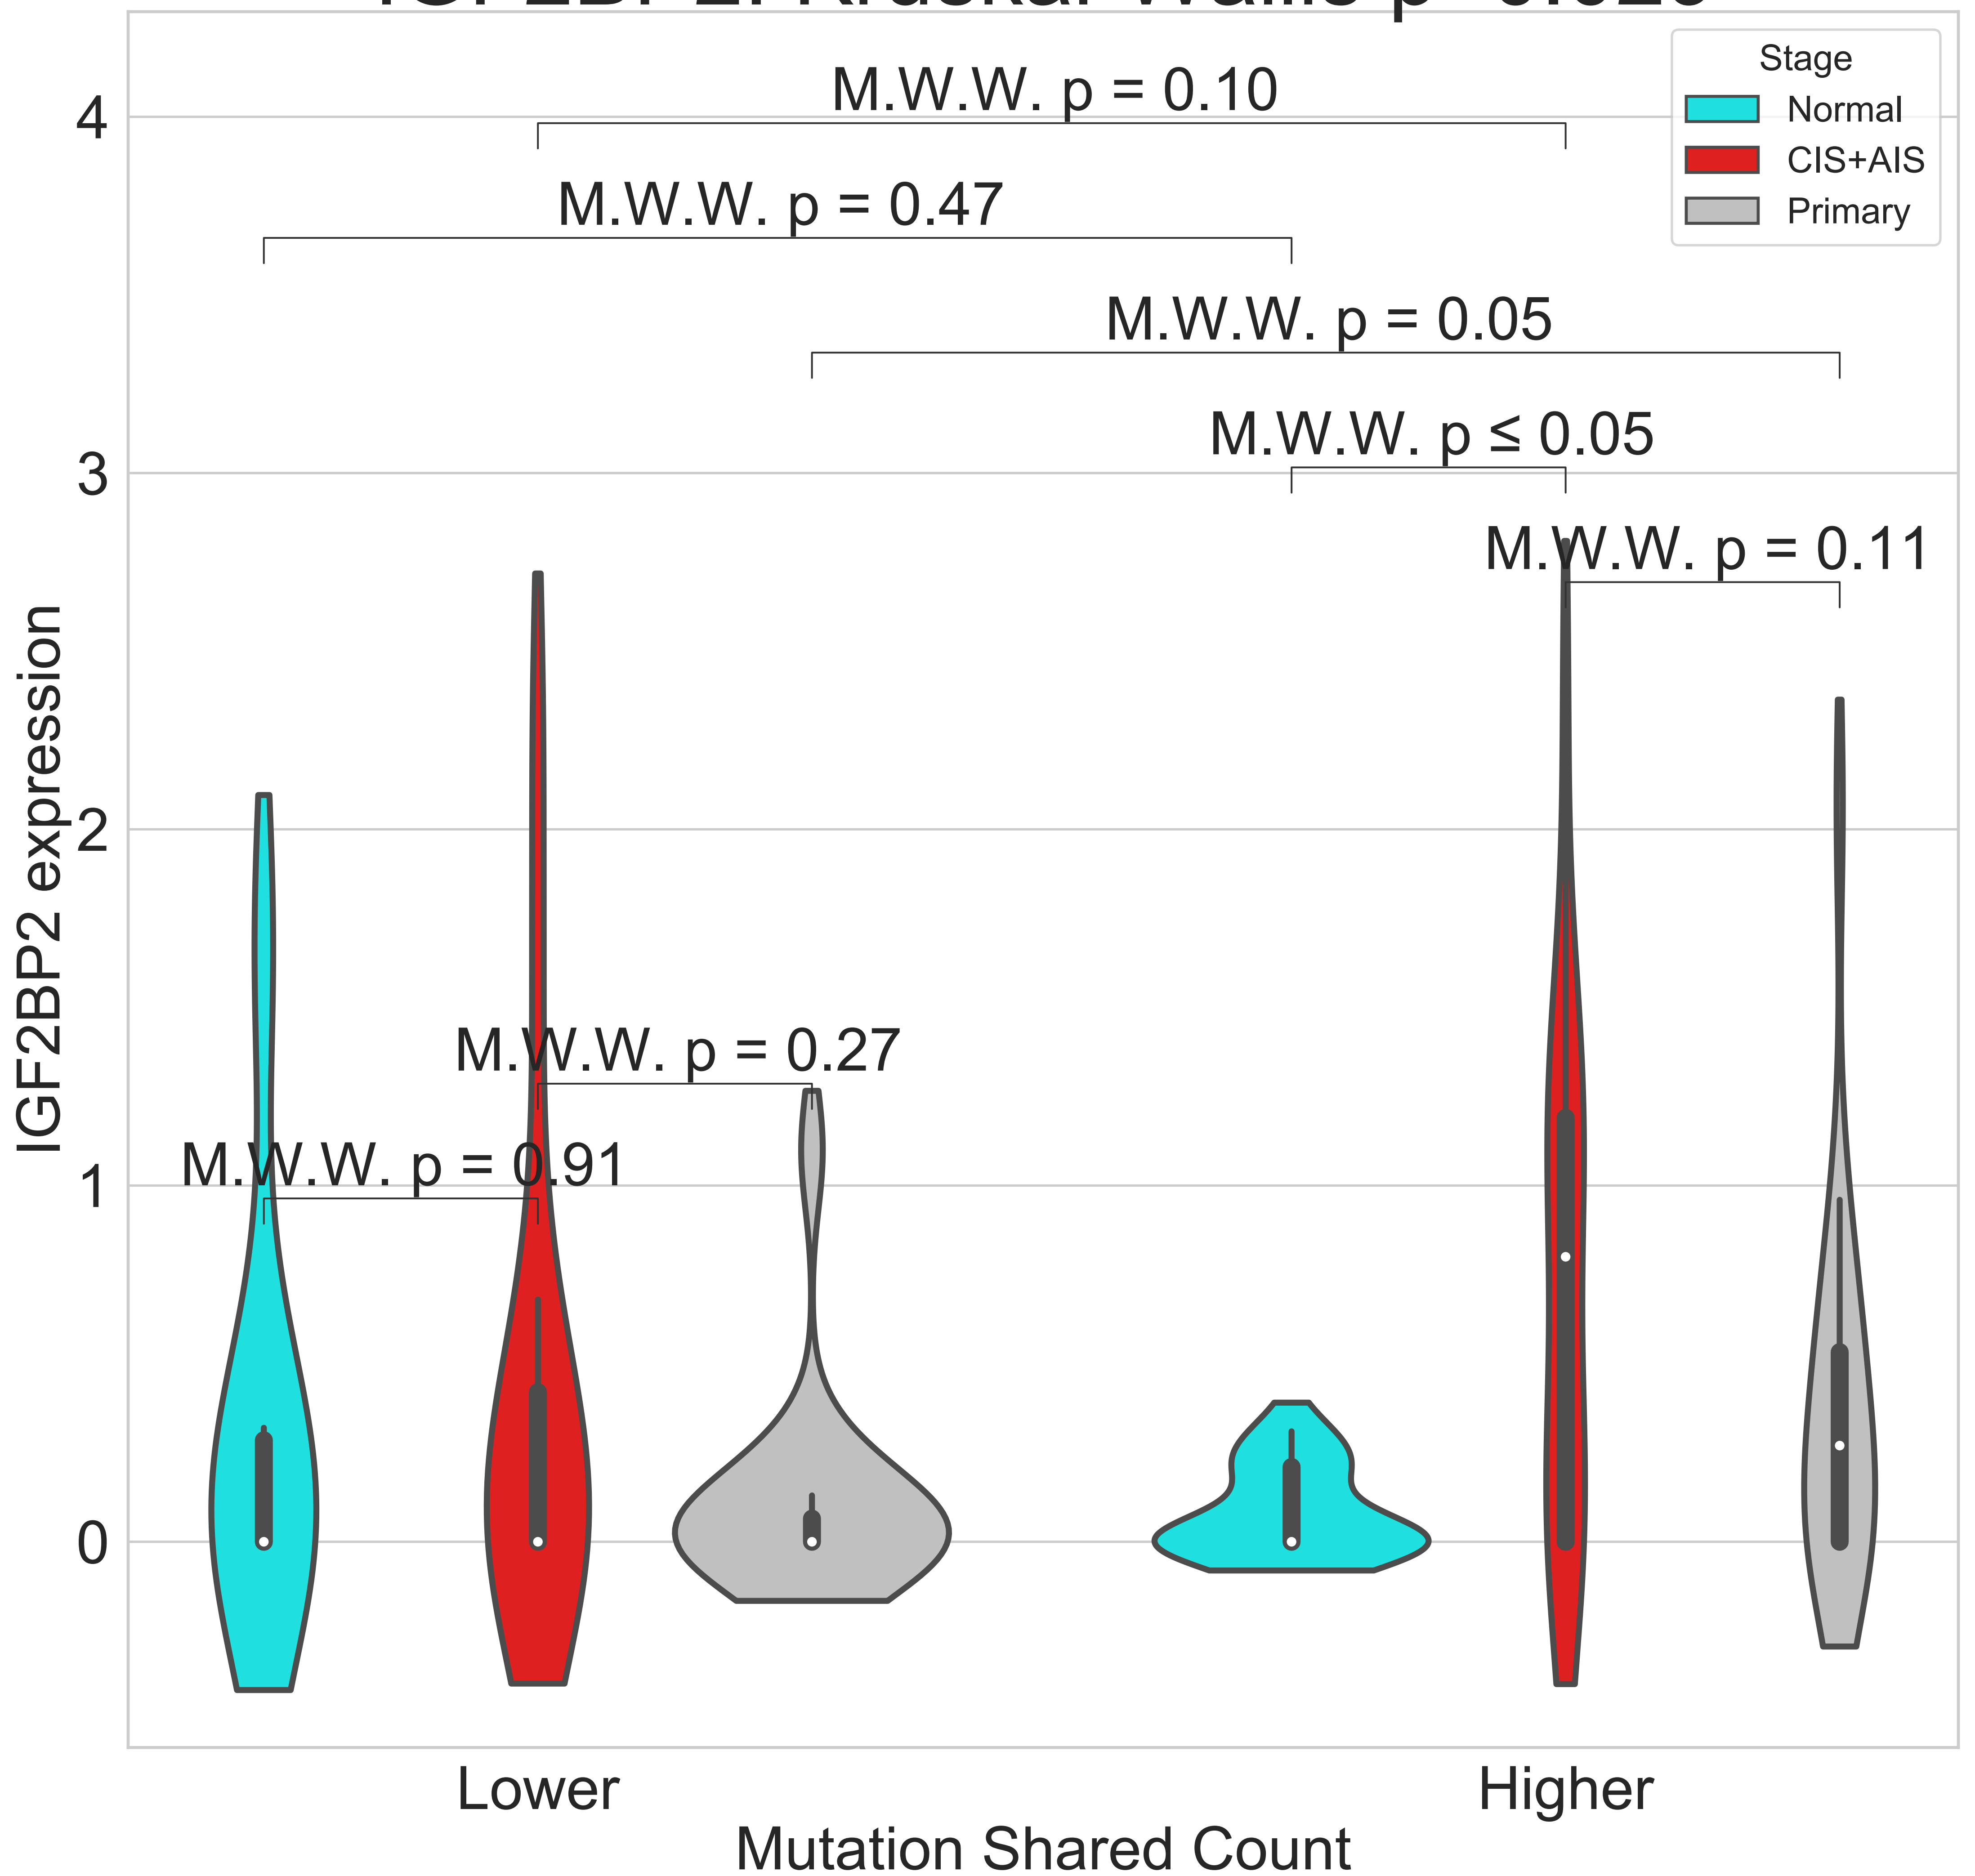 4
3
2
1
0
IGF2BP2 expression
M.W.W. p = 0.10
M.W.W. p = 0.47
M.W.W. p = 0.05
M.W.W. p ≤ 0.05
M.W.W. p = 0.11
M.W.W. p = 0.27
M.W.W. p = 0.91
Stage
Normal
CIS+AIS
Primary
Lower
Higher
Mutation Shared Count